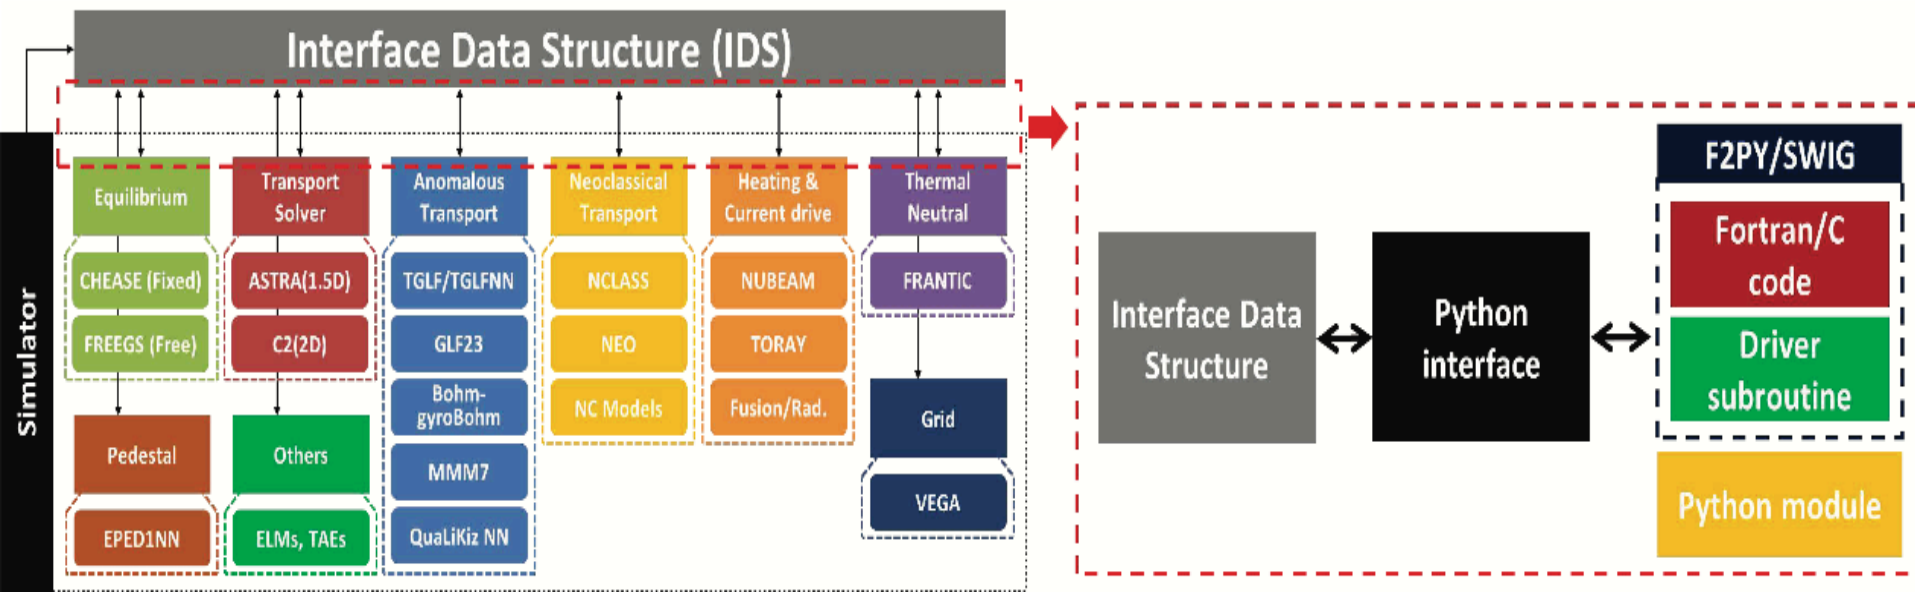 Interface Data Structure (IDS)
Simulator
Equilibrium
CHEASE (Fixed)
FREEGS (Free)
Pedestal
EPED1NN
Transport
Solver
ASTRA(1.5D)
C2(2D)
Others
ELMs, TAEs
Anomalous
Transport
TGLF/TGLFNN
GLF23
Bohm-
gyroBohm
MMM7
QuaLiKiz NN
Neoclassical
Transport
NCLASS
NEO
NC Models
Heating &
Current drive
NUBEAM
TORAY
Fusion/Rad.
Thermal
Neutral
FRANTIC
Grid
VEGA
Interface Data
Structure
Python
interface
F2PY/SWIG
Fortran/C
code
Driver
subroutine
Python module